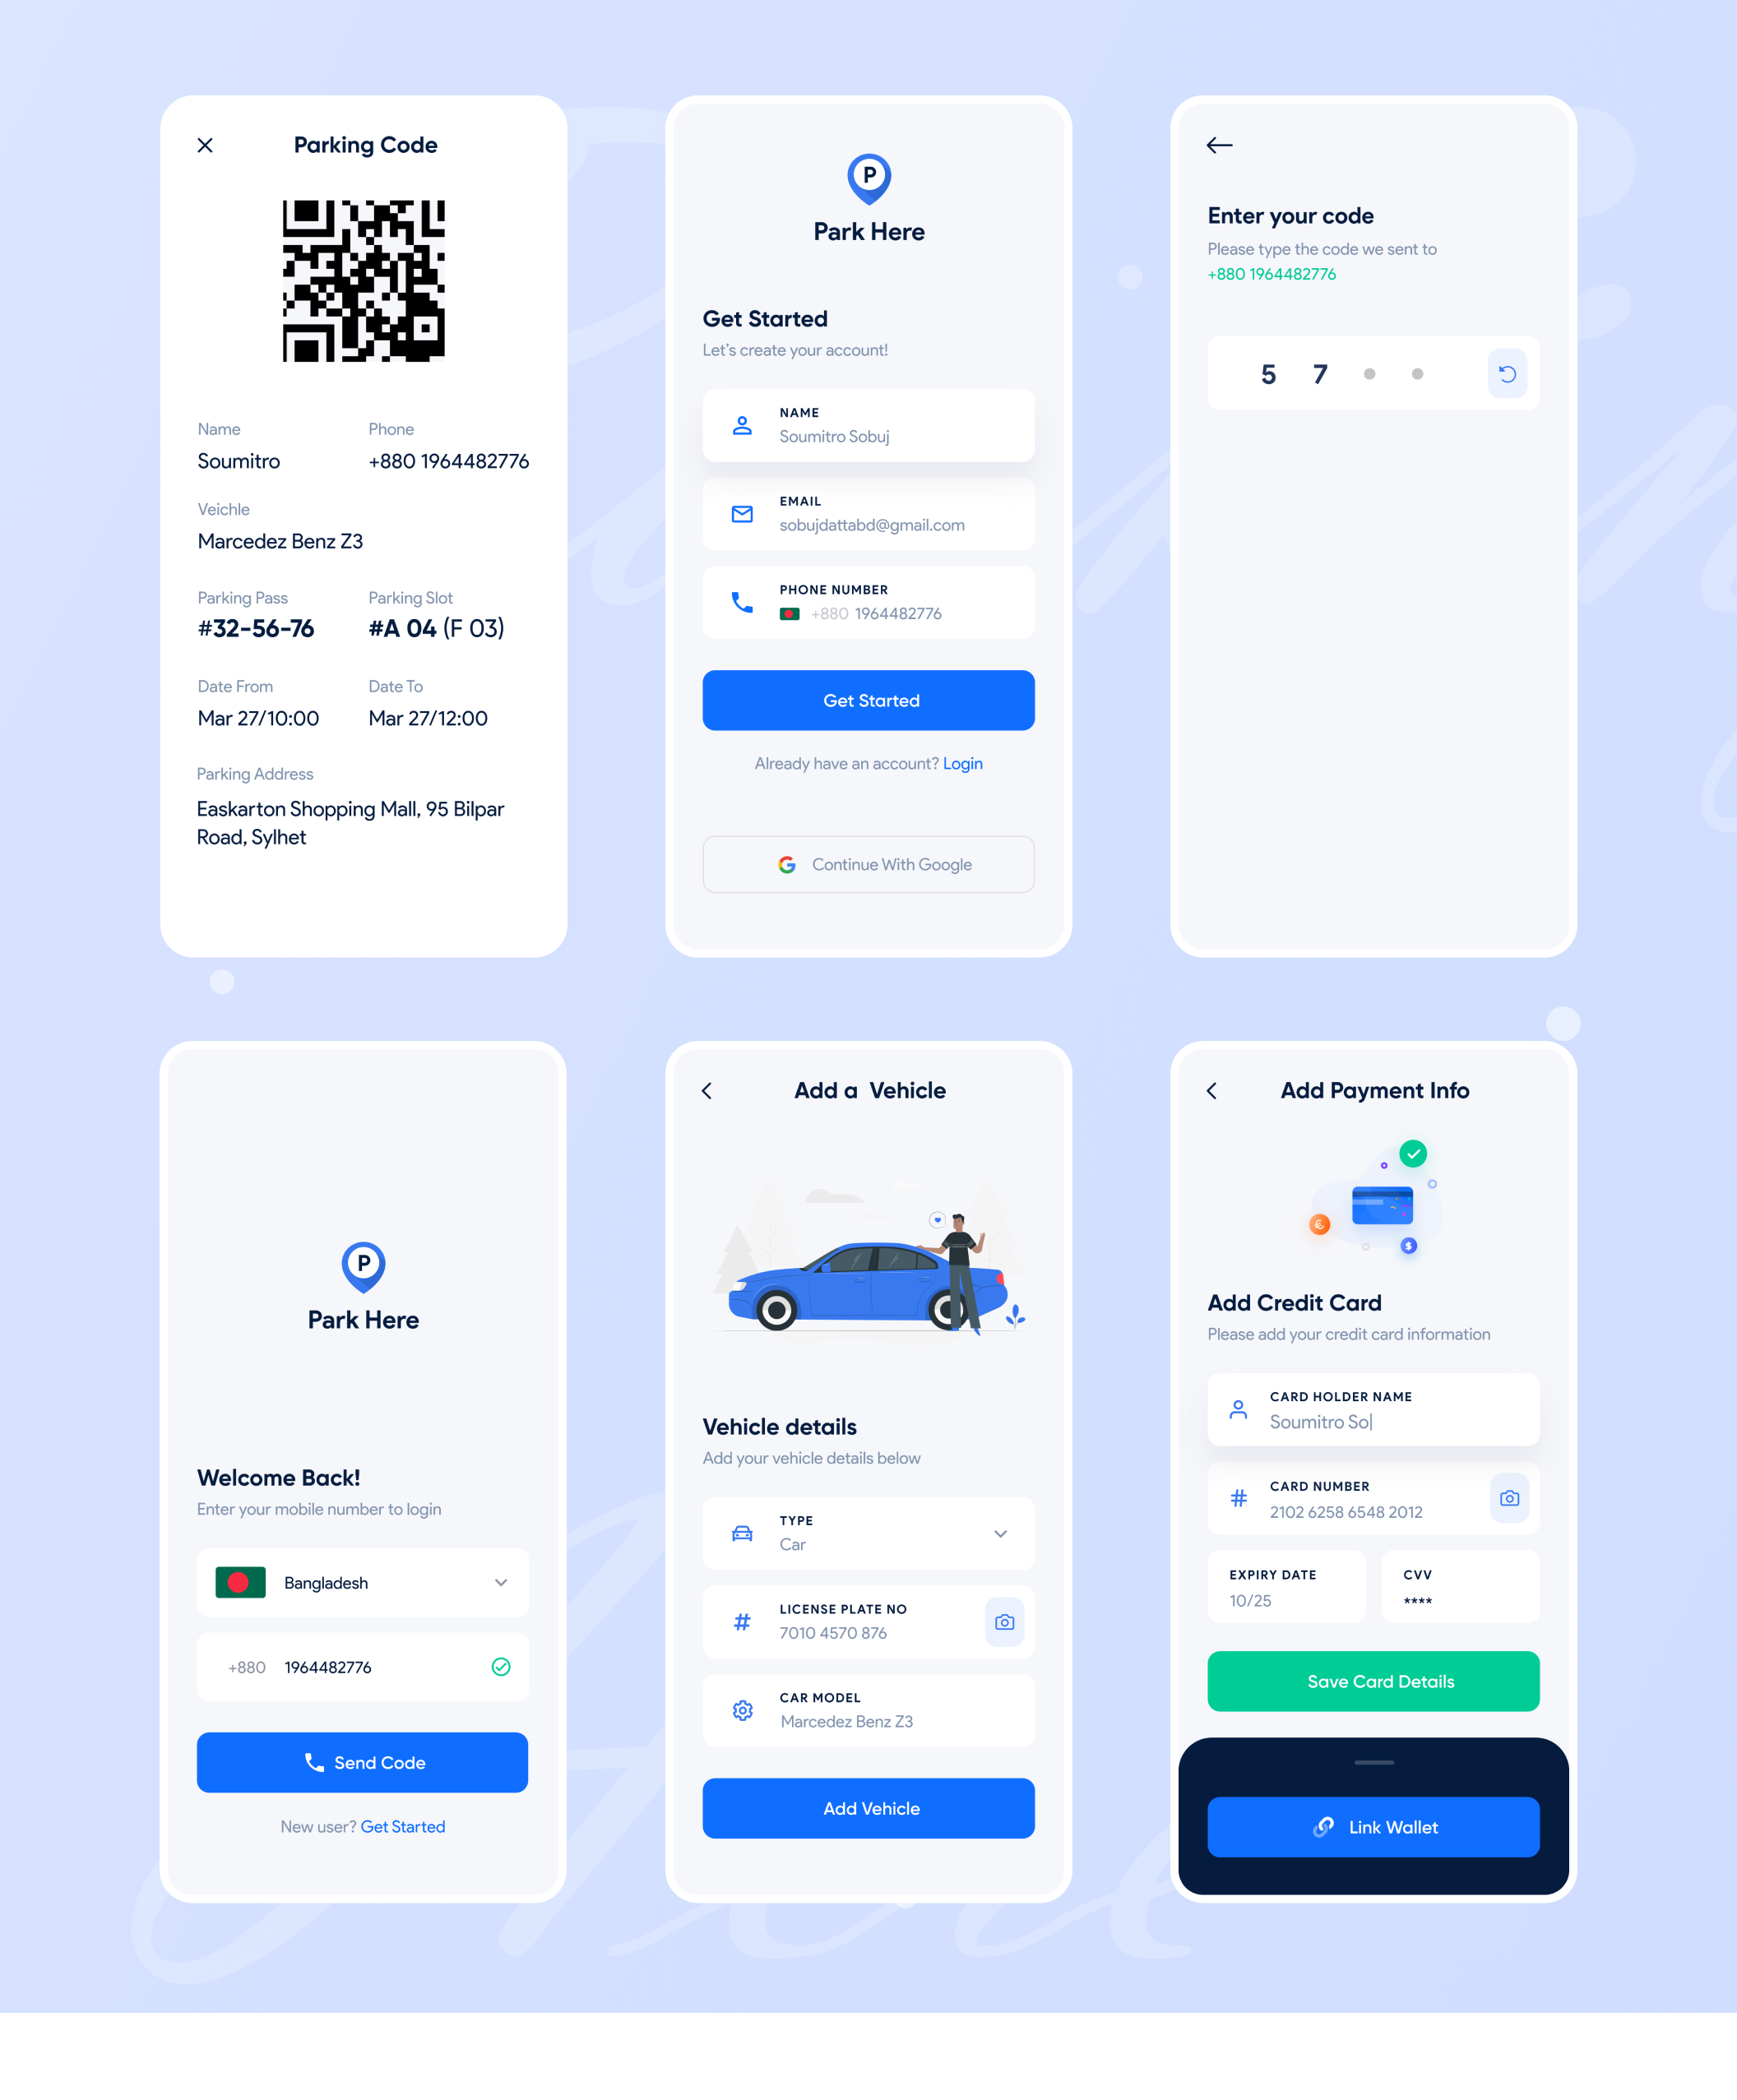 Parking Code
Name
Phone
Soumitro
+880 1964482776
Veichle
Marcedez Benz Z3
Parking Pass
Parking Slot
#32-56-76
#A 04 (F 03)
Date From
Date To
Mar 27/10:00
Mar 27/12:00
Parking Address
Easkarton Shopping Mall, 95 Bilpar
Road, Sylhet
P
Park Here
Get Started
Let's create your account!
NAME
Soumitro Sobuj
EMAIL
sobujdattabd@gmail.com
PHONE NUMBER
+880 1964482776
Get Started
Already have an account? Login
Continue With Google
Enter your code
Please type the code we sent to
+880 1964482776
5 7
P
Park Here
Welcome Back!
Enter your mobile number to login
Bangladesh
+880 1964482776
Send Code
New user? Get Started
Add a Vehicle
Vehicle details
Add your vehicle details below
TYPE
Car
# LICENSE PLATE NO
7010 4570 876
CAR MODEL
Marcedez Benz Z3
Add Vehicle
Add Payment Info
€
$
Add Credit Card
Please add your credit card information
CARD HOLDER NAME
Soumitro So|
# CARD NUMBER
2102 6258 6548 2012
EXPIRY DATE
10/25
CVV
****
Save Card Details
Link Wallet